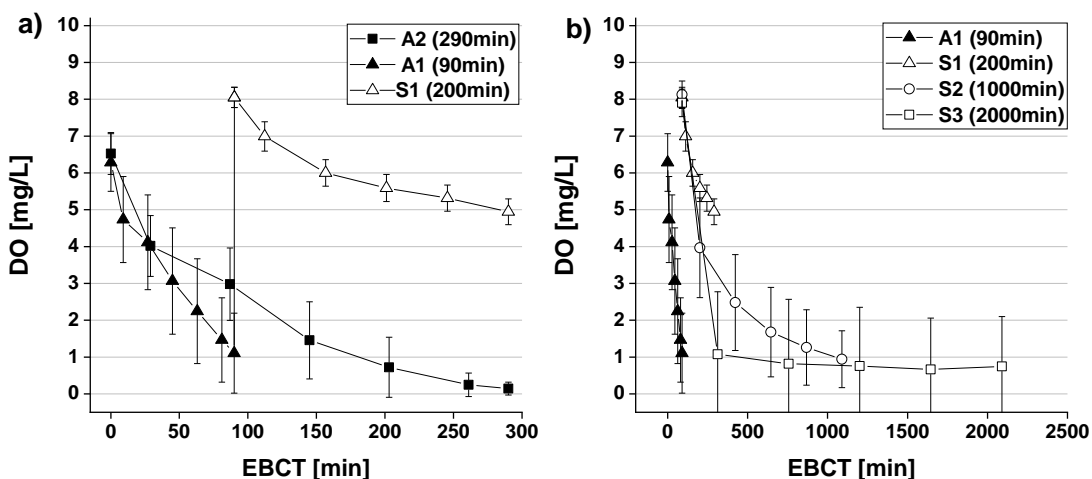 a)
A2 (290min)
A1 (90min)
S1 (200min)
10
9
8
7
6
5
4
3
2
1
0
DO [mg/L]
0 50 100 150 200 250 300
EBCT [min]
b)
A1 (90min)
S1 (200min)
S2 (1000min)
S3 (2000min)
10
9
8
7
6
5
4
3
2
1
0
DO [mg/L]
0 500 1000 1500 2000 2500
EBCT [min]